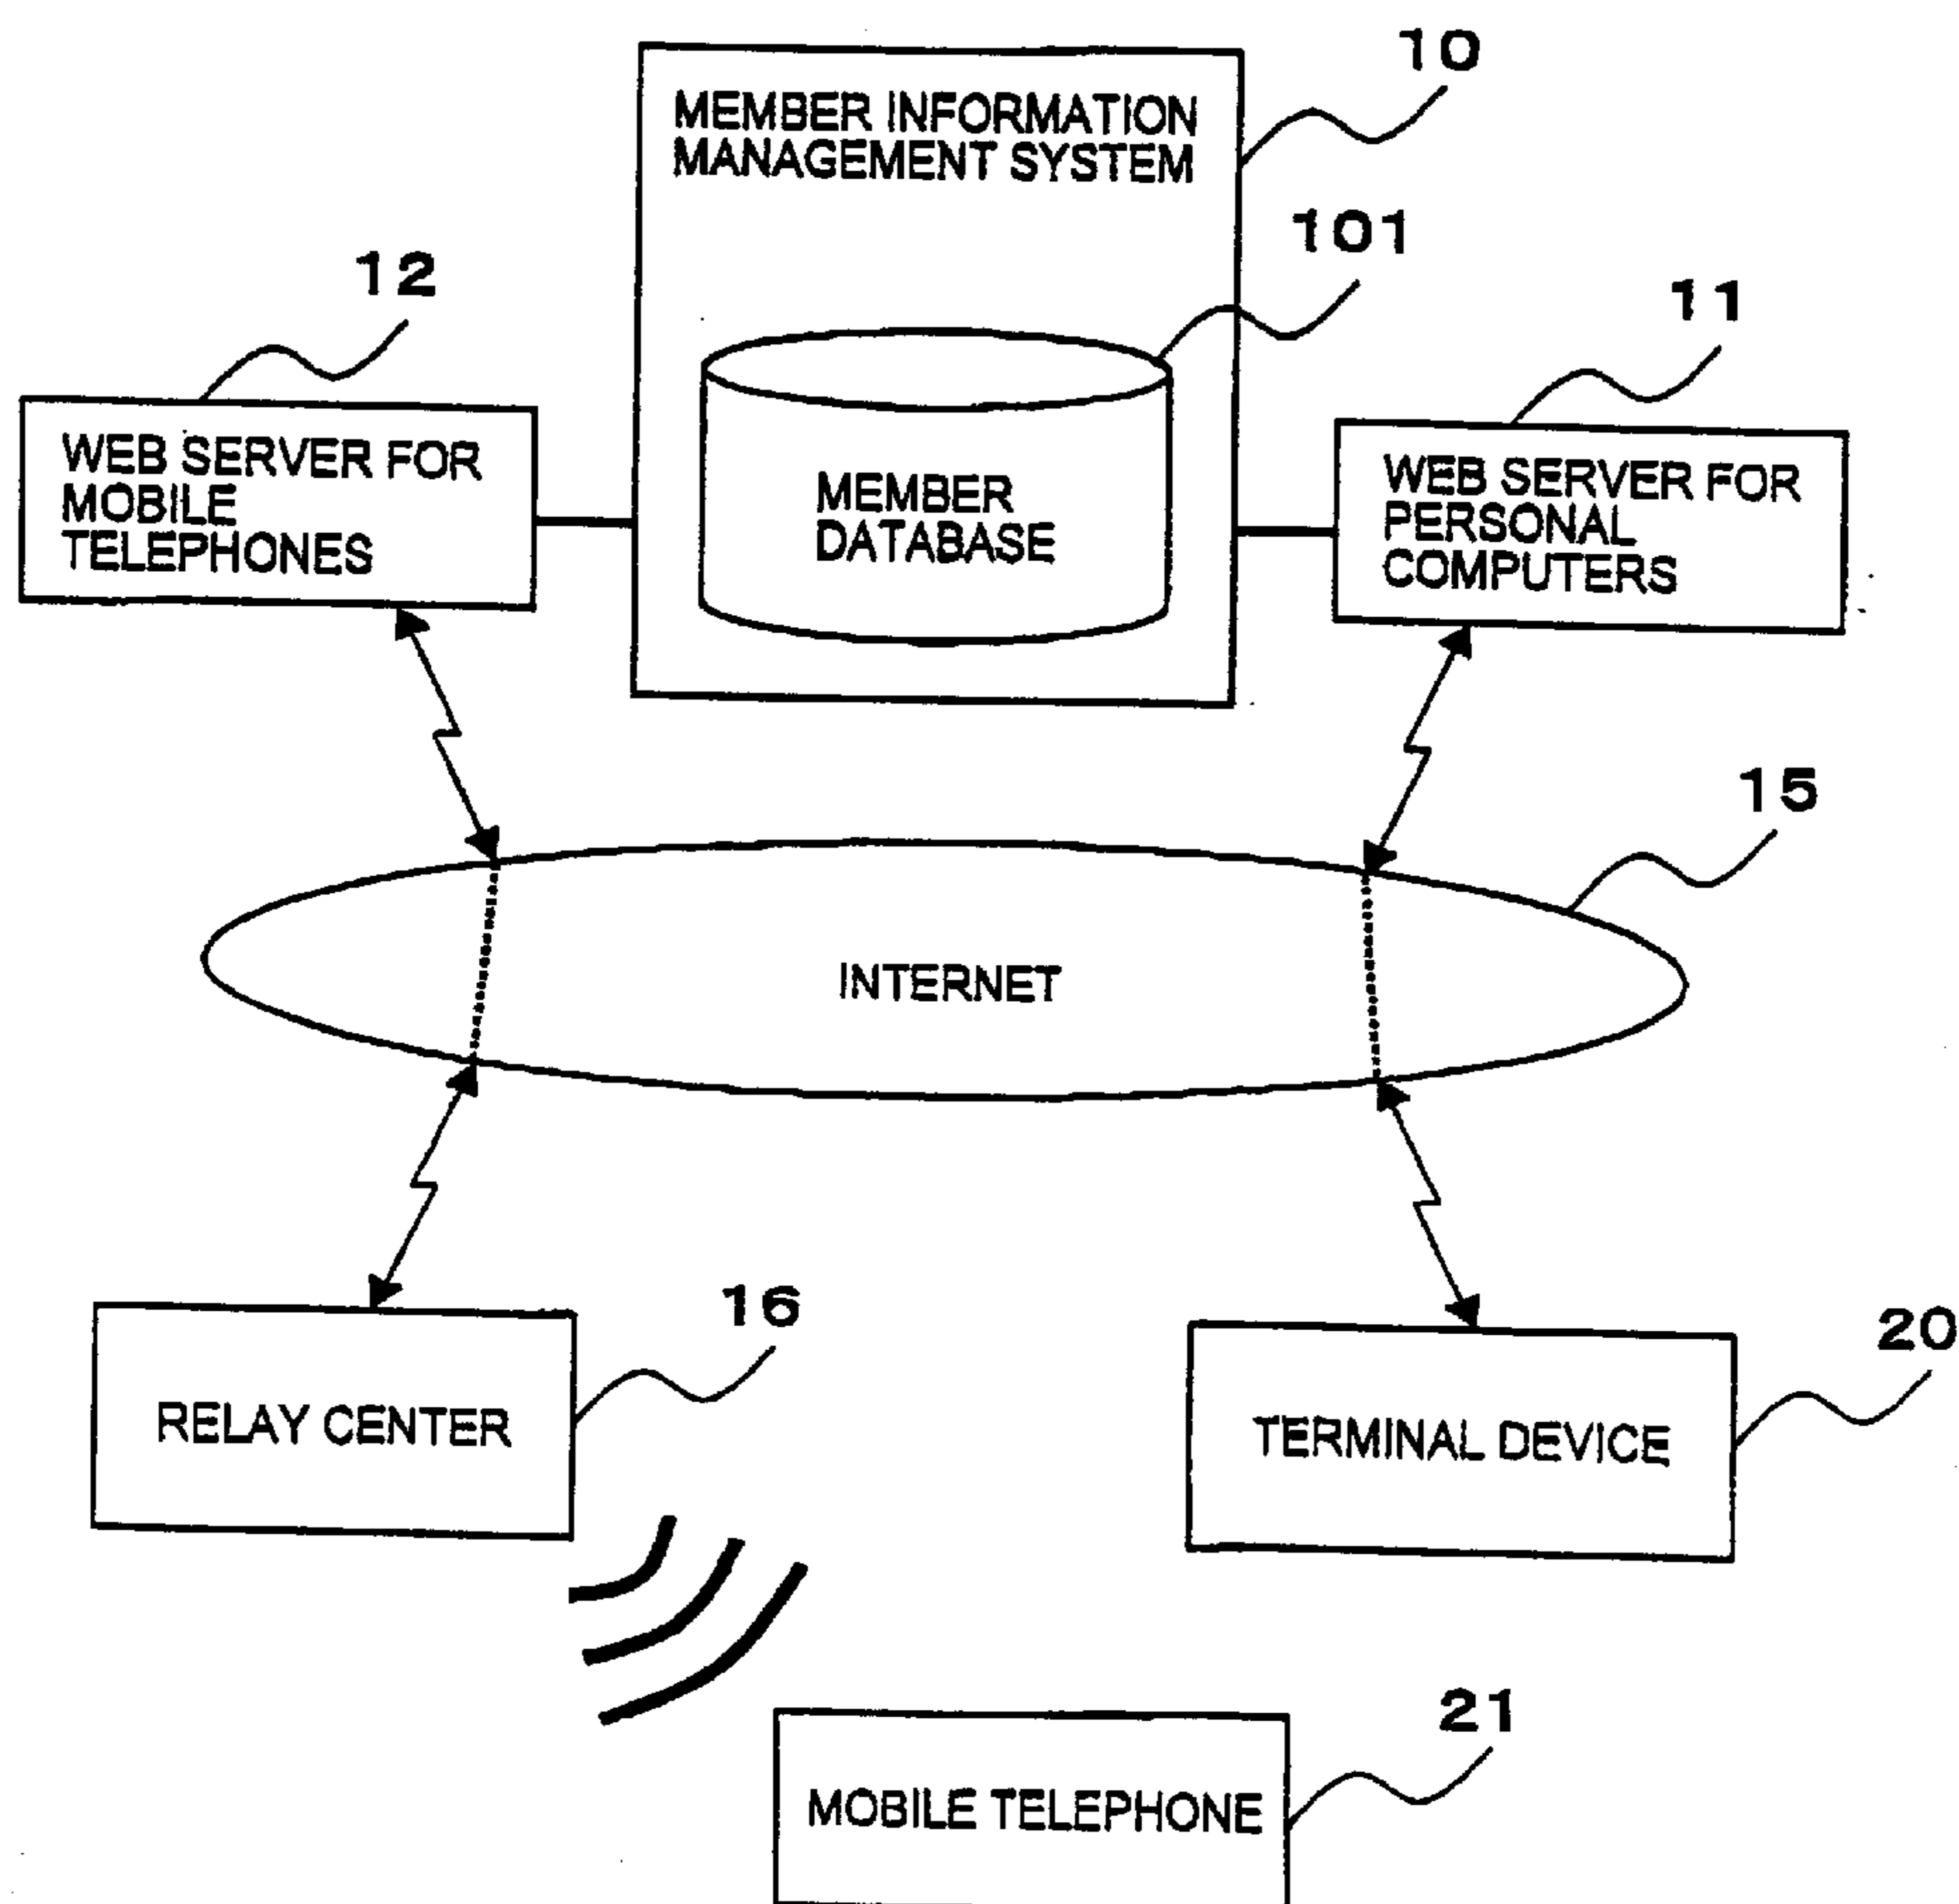 10
MEMBER INFORMATION
MANAGEMENT SYSTEM
101
12
11
WEB SERVER FOR
MOBILE
TELEPHONES
MEMBER
DATABASE
WEB SERVER FOR
PERSONAL
COMPUTERS
15
INTERNET
16
20
RELAY CENTER
TERMINAL DEVICE
21
MOBILE TELEPHONE